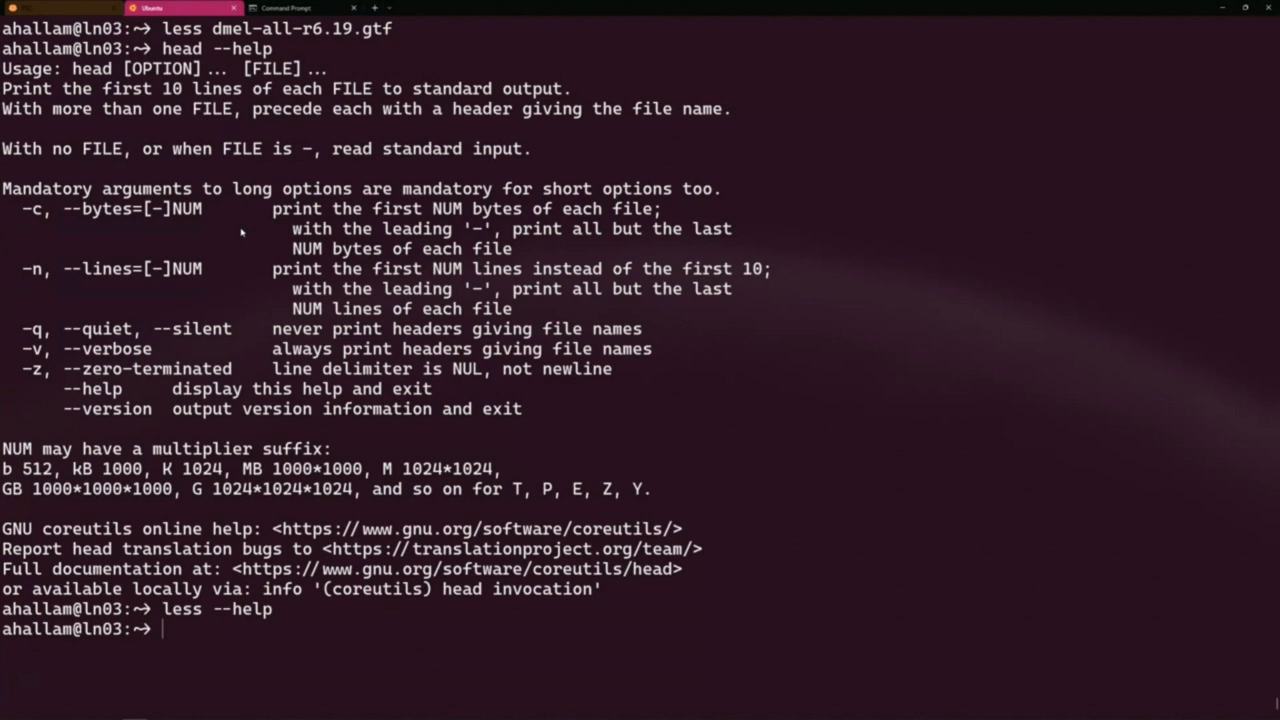 Ubuntu
Command Prompt
ahallam@ln03:~> less dmel-all-r6.19.gtf
ahallam@ln03:~> head --help
Usage: head [OPTION]... [FILE]...
Print the first 10 lines of each FILE to standard output.
With more than one FILE, precede each with a header giving the file name.
With no FILE, or when FILE is -, read standard input.
Mandatory arguments to long options are mandatory for short options too.
-c, --bytes=[-]NUM print the first NUM bytes of each file;
with the leading '-', print all but the last
NUM bytes of each file
-n, --lines=[-]NUM print the first NUM lines instead of the first 10;
with the leading '-', print all but the last
NUM lines of each file
-q, --quiet, --silent never print headers giving file names
-v, --verbose always print headers giving file names
-z, --zero-terminated line delimiter is NUL, not newline
--help display this help and exit
--version output version information and exit
NUM may have a multiplier suffix:
b 512, kB 1000, K 1024, MB 1000*1000, M 1024*1024,
GB 1000*1000*1000, G 1024*1024*1024, and so on for T, P, E, Z, Y.
GNU coreutils online help: <https://www.gnu.org/software/coreutils/>
Report head translation bugs to <https://translationproject.org/team/>
Full documentation at: <https://www.gnu.org/software/coreutils/head>
or available locally via: info '(coreutils) head invocation'
ahallam@ln03:~> less --help
ahallam@ln03:~>